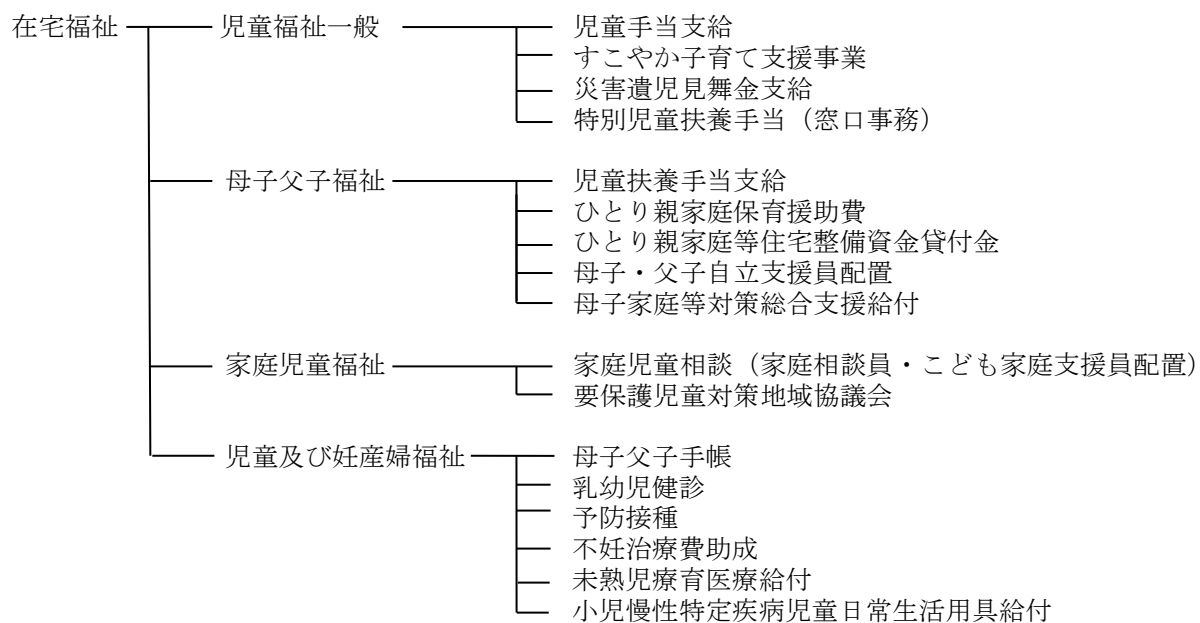 在宅福祉 児童福祉一般 児童手当支給
すこやか子育て支援事業
災害遺児見舞金支給
特別児童扶養手当（窓口事務）
母子父子福祉 児童扶養手当支給
ひとり親家庭保育援助費
ひとり親家庭等住宅整備資金貸付金
母子・父子自立支援員配置
母子家庭等対策総合支援給付
家庭児童福祉 家庭児童相談（家庭相談員・こども家庭支援員配置）
要保護児童対策地域協議会
児童及び妊産婦福祉 母子父子手帳
乳幼児健診
予防接種
不妊治療費助成
未熟児療育医療給付
小児慢性特定疾病児童日常生活用具給付